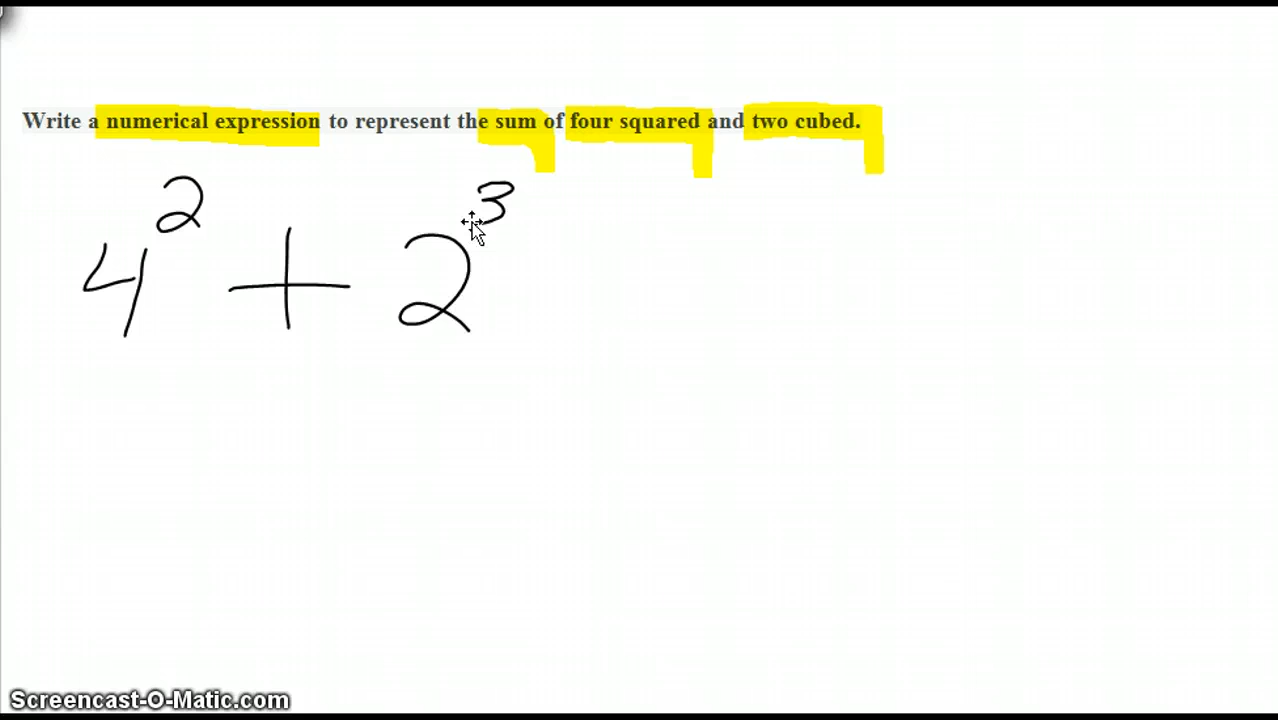 Write a numerical expression to represent the sum of four squared and two cubed.
4² + 2³
Screencast-O-Matic.com